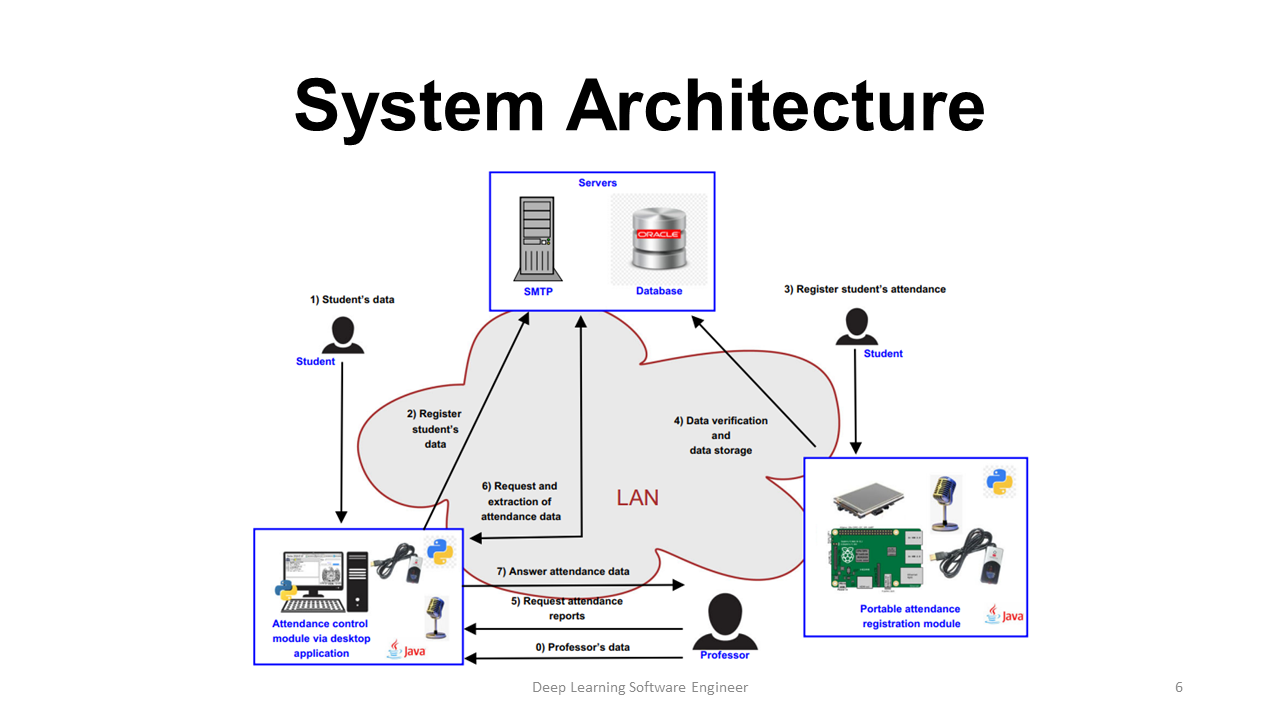 System Architecture
Servers
ORACLE
SMTP
Database
1) Student's data
Student
3) Register student's attendance
Student
2) Register
student's
data
4) Data verification
and
data storage
6) Request and
extraction of
attendance data
LAN
7) Answer attendance data
5) Request attendance
reports
0) Professor's data
Professor
Attendance control
module via desktop
application
Java
Portable attendance
registration module
Java
Deep Learning Software Engineer
6